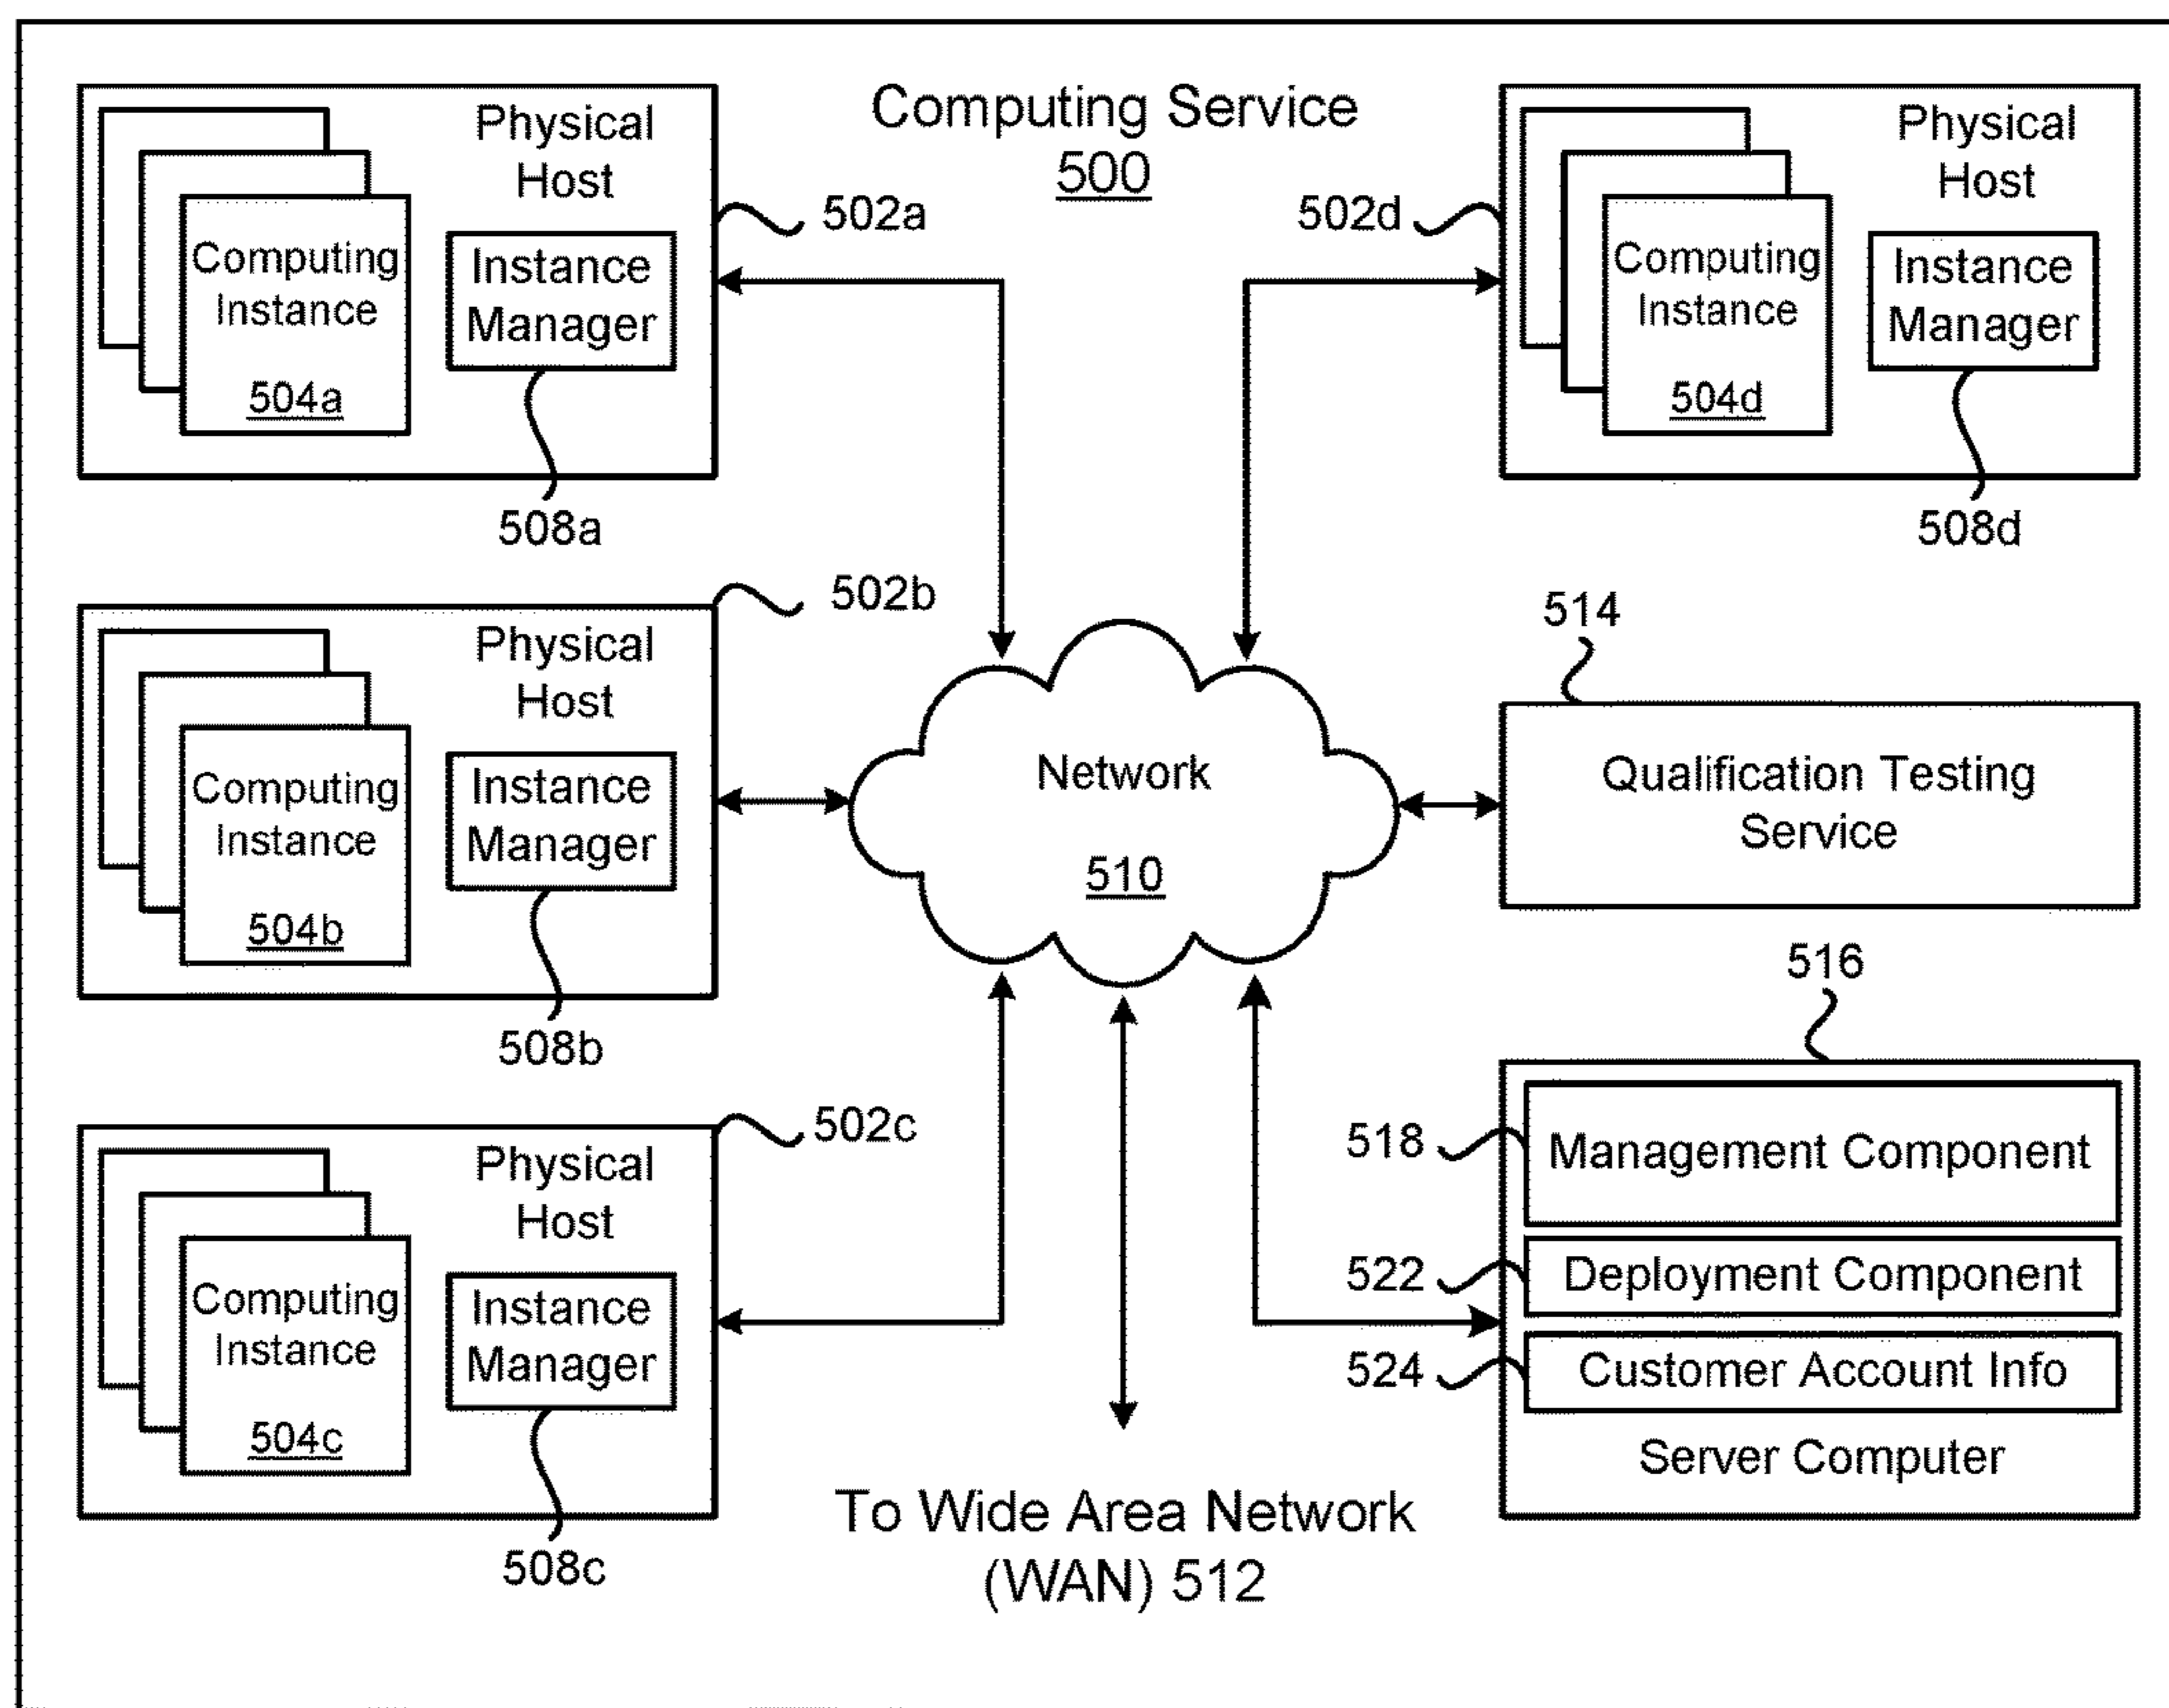 Computing Service
500
Physical
Host
Computing
Instance
504a
Instance
Manager
502a
508a
Physical
Host
Computing
Instance
504d
Instance
Manager
502d
508d
Physical
Host
Computing
Instance
504b
Instance
Manager
502b
508b
Network
510
514
Qualification Testing
Service
Physical
Host
Computing
Instance
504c
Instance
Manager
502c
508c
516
518
Management Component
522
Deployment Component
524
Customer Account Info
Server Computer
To Wide Area Network
(WAN) 512